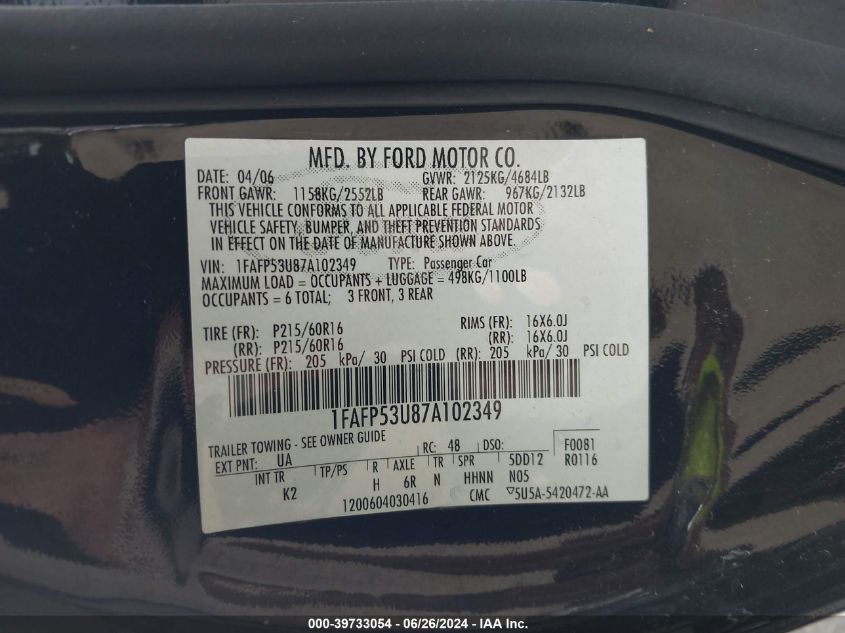 MFD. BY FORD MOTOR CO.
DATE: 04/06 GVWR: 2125KG/4684LB
FRONT GAWR: 1158KG/2552LB REAR GAWR: 967KG/2132LB
THIS VEHICLE CONFORMS TO ALL APPLICABLE FEDERAL MOTOR
VEHICLE SAFETY, BUMPER, AND THEFT PREVENTION STANDARDS
IN EFFECT ON THE DATE OF MANUFACTURE SHOWN ABOVE.
VIN: 1FAFP53U87A102349 TYPE: Passenger Car
MAXIMUM LOAD = OCCUPANTS + LUGGAGE = 498KG/1100LB
OCCUPANTS = 6 TOTAL; 3 FRONT, 3 REAR
TIRE (FR): P215/60R16 RIMS (FR): 16X6.0J
(RR): P215/60R16 (RR): 16X6.0J
PRESSURE (FR): 205 kPa/ 30 PSI COLD (RR): 205 kPa/ 30 PSI COLD
1FAFP53U87A102349
TRAILER TOWING - SEE OWNER GUIDE
EXT PNT: UA RC: 48 DSO: F0081
INT TR TP/PS R AXLE TR SPR 5DD12 R0116
K2 H 6R N HHNN N05
1200604030416 CMC ▽5U5A-5420472-AA
000-39733054 - 06/26/2024 - IAA Inc.